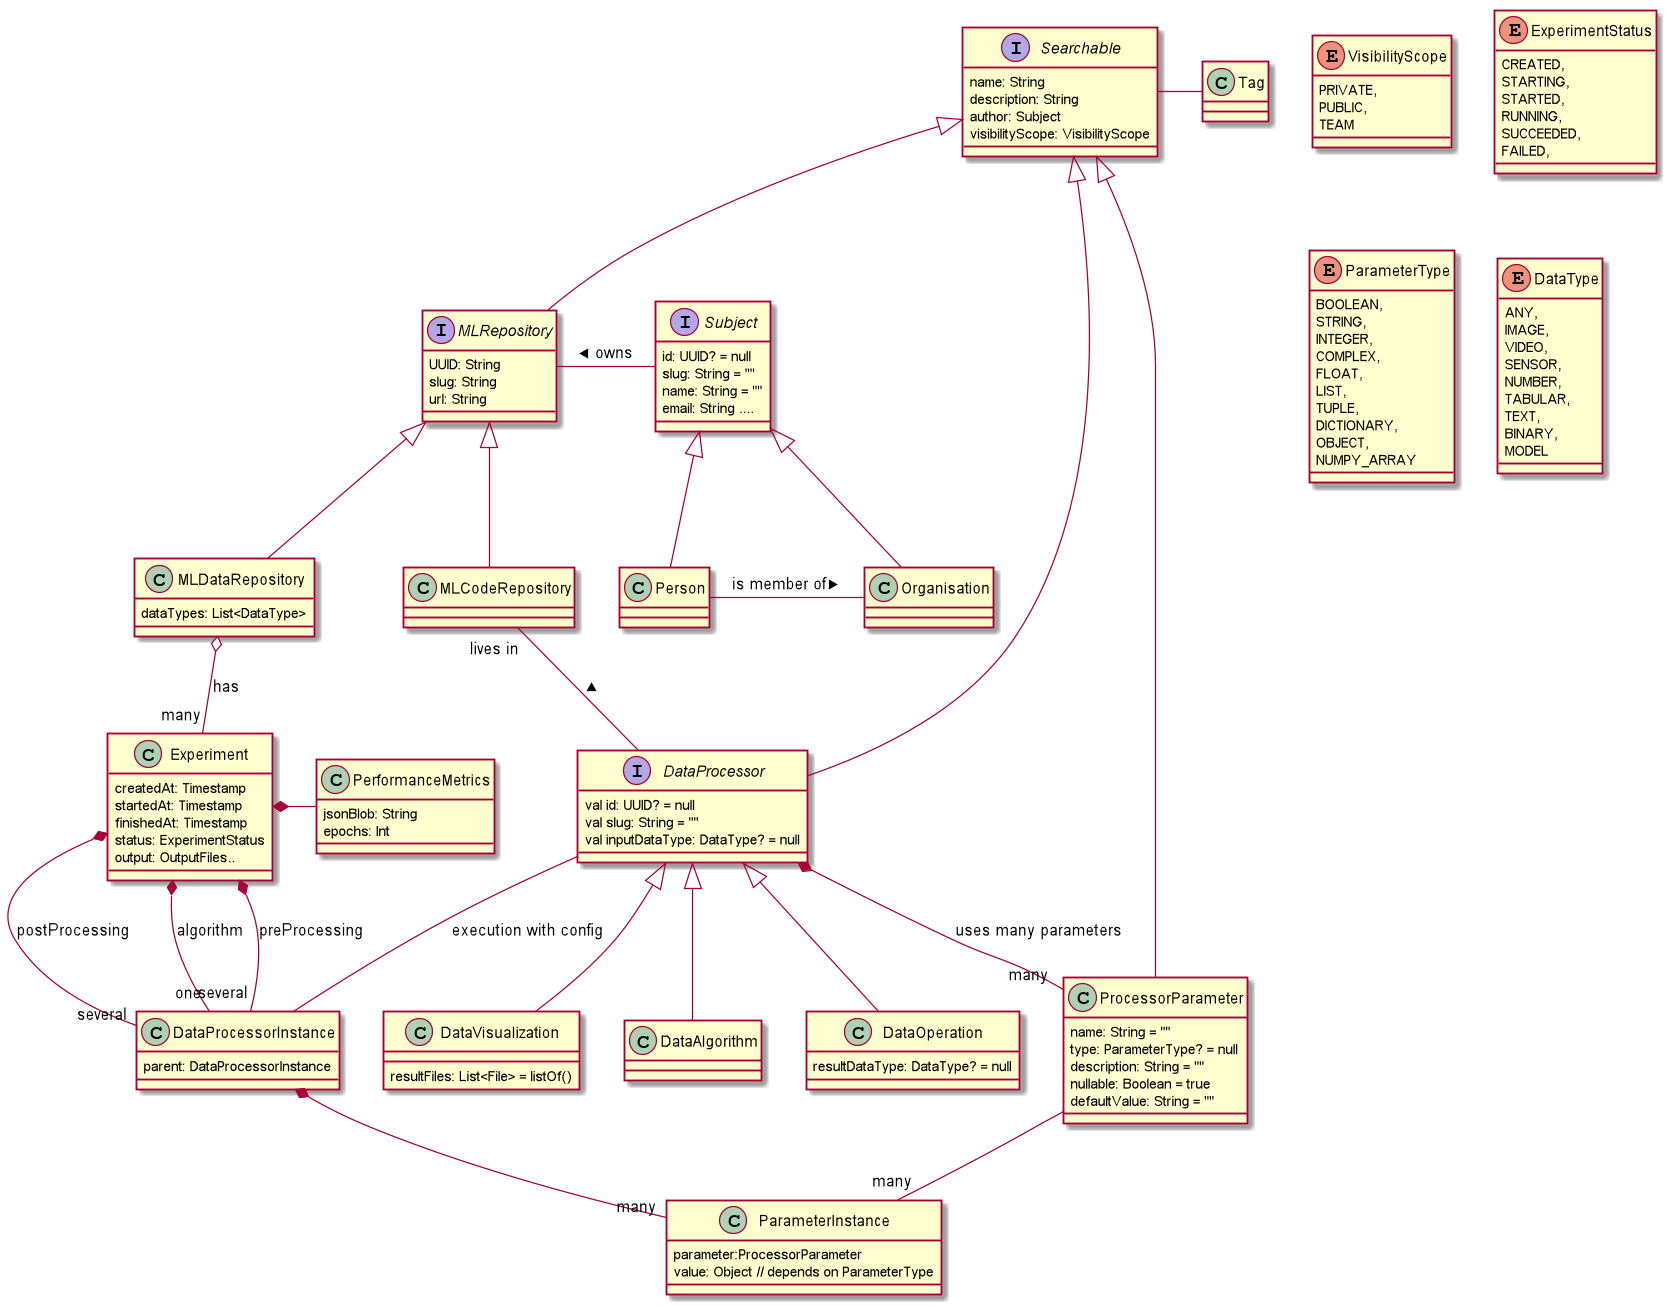 I Searchable
name: String
description: String
author: Subject
visibilityScope: VisibilityScope
C Tag
E VisibilityScope
PRIVATE,
PUBLIC,
TEAM
E ExperimentStatus
CREATED,
STARTING,
STARTED,
RUNNING,
SUCCEEDED,
FAILED,
E ParameterType
BOOLEAN,
STRING,
INTEGER,
COMPLEX,
FLOAT,
LIST,
TUPLE,
DICTIONARY,
OBJECT,
NUMPY_ARRAY
E DataType
ANY,
IMAGE,
VIDEO,
SENSOR,
NUMBER,
TABULAR,
TEXT,
BINARY,
MODEL
I MLRepository
UUID: String
slug: String
url: String
◄ owns
I Subject
id: UUID? = null
slug: String = ""
name: String = ""
email: String ....
C MLDataRepository
dataTypes: List<DataType>
C MLCodeRepository
C Person
is member of►
C Organisation
lives in
▲
has
many
C Experiment
createdAt: Timestamp
startedAt: Timestamp
finishedAt: Timestamp
status: ExperimentStatus
output: OutputFiles..
C PerformanceMetrics
jsonBlob: String
epochs: Int
I DataProcessor
val id: UUID? = null
val slug: String = ""
val inputDataType: DataType? = null
postProcessing
algorithm
preProcessing
execution with config
uses many parameters
several
one
several
many
C DataProcessorInstance
parent: DataProcessorInstance
C DataVisualization
resultFiles: List<File> = listOf()
C DataAlgorithm
C DataOperation
resultDataType: DataType? = null
C ProcessorParameter
name: String = ""
type: ParameterType? = null
description: String = ""
nullable: Boolean = true
defaultValue: String = ""
many
many
C ParameterInstance
parameter:ProcessorParameter
value: Object // depends on ParameterType